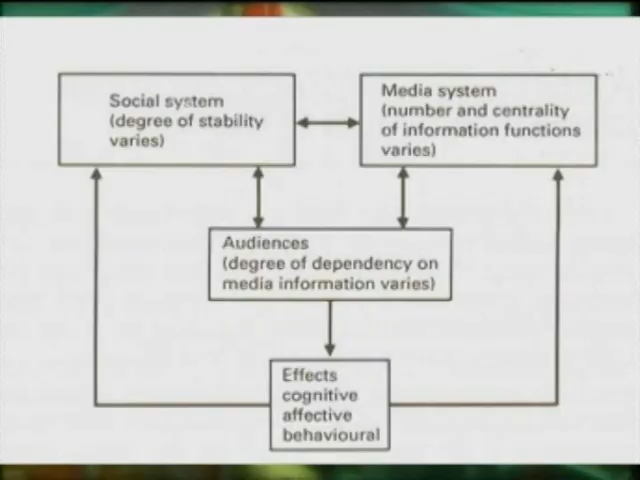 Social system
(degree of stability
varies)
Media system
(number and centrality
of information functions
varies)
Audiences
(degree of dependency on
media information varies)
Effects
cognitive
affective
behavioural